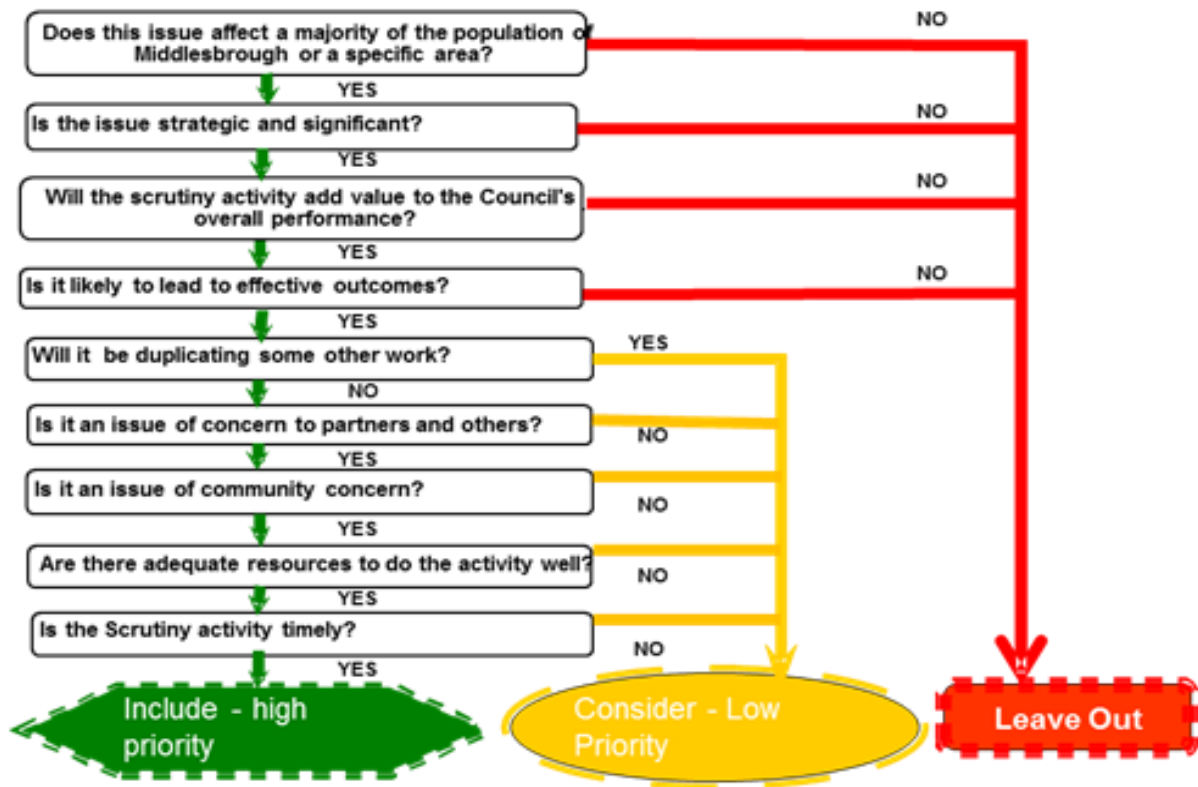 Does this issue affect a majority of the population of
Middlesbrough or a specific area?
NO
YES
Is the issue strategic and significant?
NO
YES
Will the scrutiny activity add value to the Council's
overall performance?
NO
YES
Is it likely to lead to effective outcomes?
NO
YES
Will it be duplicating some other work?
YES
NO
Is it an issue of concern to partners and others?
NO
YES
Is it an issue of community concern?
NO
YES
Are there adequate resources to do the activity well?
NO
YES
Is the Scrutiny activity timely?
NO
YES
Include - high
priority
Consider - Low
Priority
Leave Out